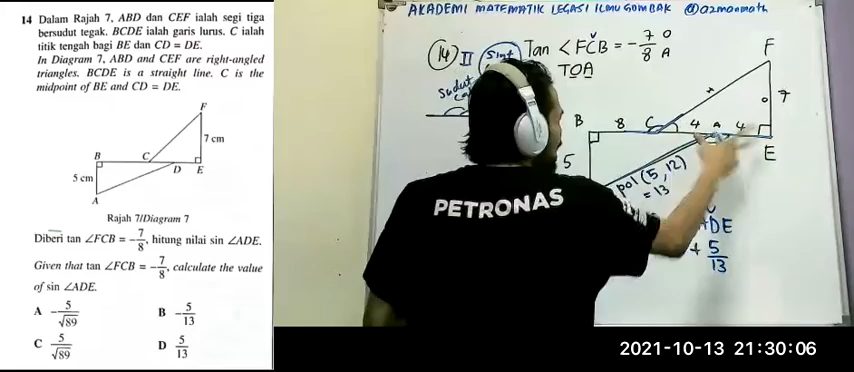 14 Dalam Rajah 7, ABD dan CEF ialah segi tiga
bersudut tegak. BCDE ialah garis lurus. C ialah
titik tengah bagi BE dan CD = DE.
In Diagram 7, ABD and CEF are right-angled
triangles. BCDE is a straight line. C is the
midpoint of BE and CD = DE.
F
7 cm
B C
D E
5 cm
A
Rajah 7/Diagram 7
Diberi tan ∠FCB = -7/8, hitung nilai sin ∠ADE.
Given that tan ∠FCB = -7/8, calculate the value
of sin ∠ADE.
A -5/√89 B -5/13
C 5/√89 D 5/13
AKADEMI MATEMATIK LEGASI ILMU GOMBAK @azmanmath
14 II Sint Tan <FCB = -7/8 O A
TOA
Sudut
F
7
B 8 C 4 A 4
E
5
pol(5,12)
= 13
DE
+ 5/13
PETRONAS
2021-10-13 21:30:06